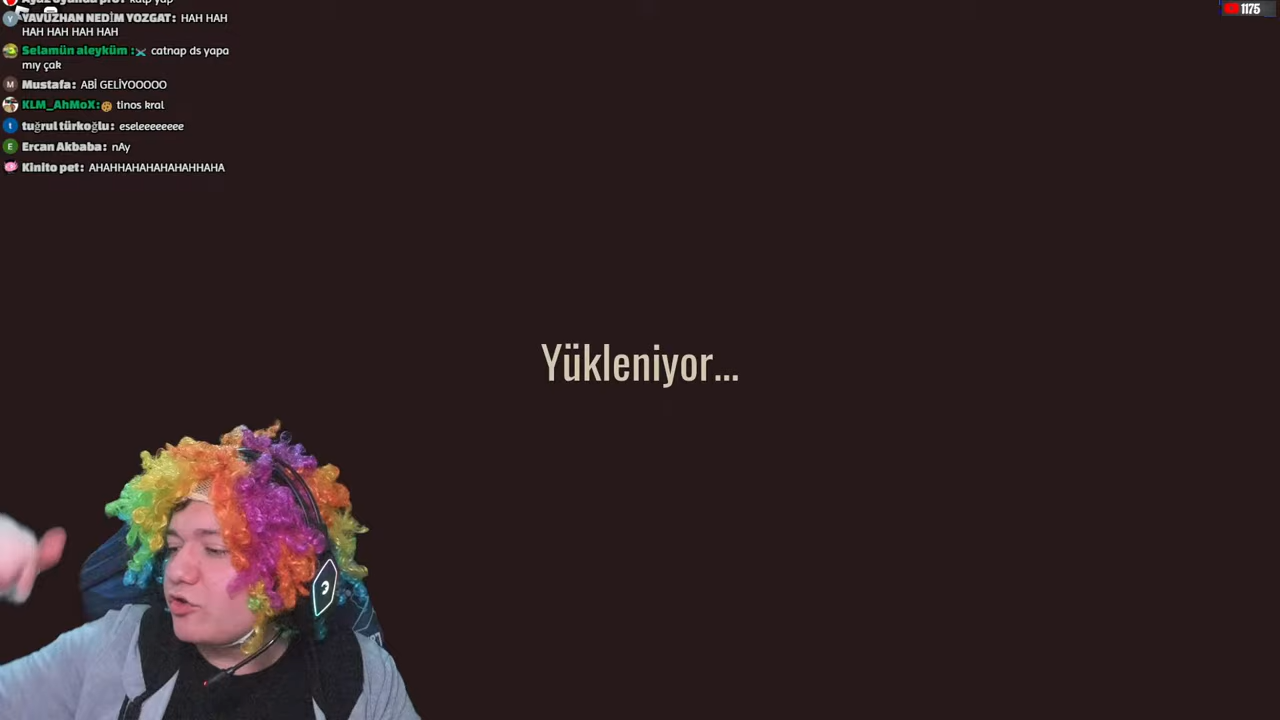 YAVUZHAN NEDİM YOZGAT: HAH HAH
HAH HAH HAH HAH
Selamün aleyküm : catnap ds yapa
mıy çak
Mustafa: ABİ GELİYOOOOO
KLM_AhMoX: tinos kral
tuğrul türkoğlu: eseleeeeeeee
Ercan Akbaba: nAy
Kinito pet: AHAHHAHAHAHAHHAHA
1175
Yükleniyor...